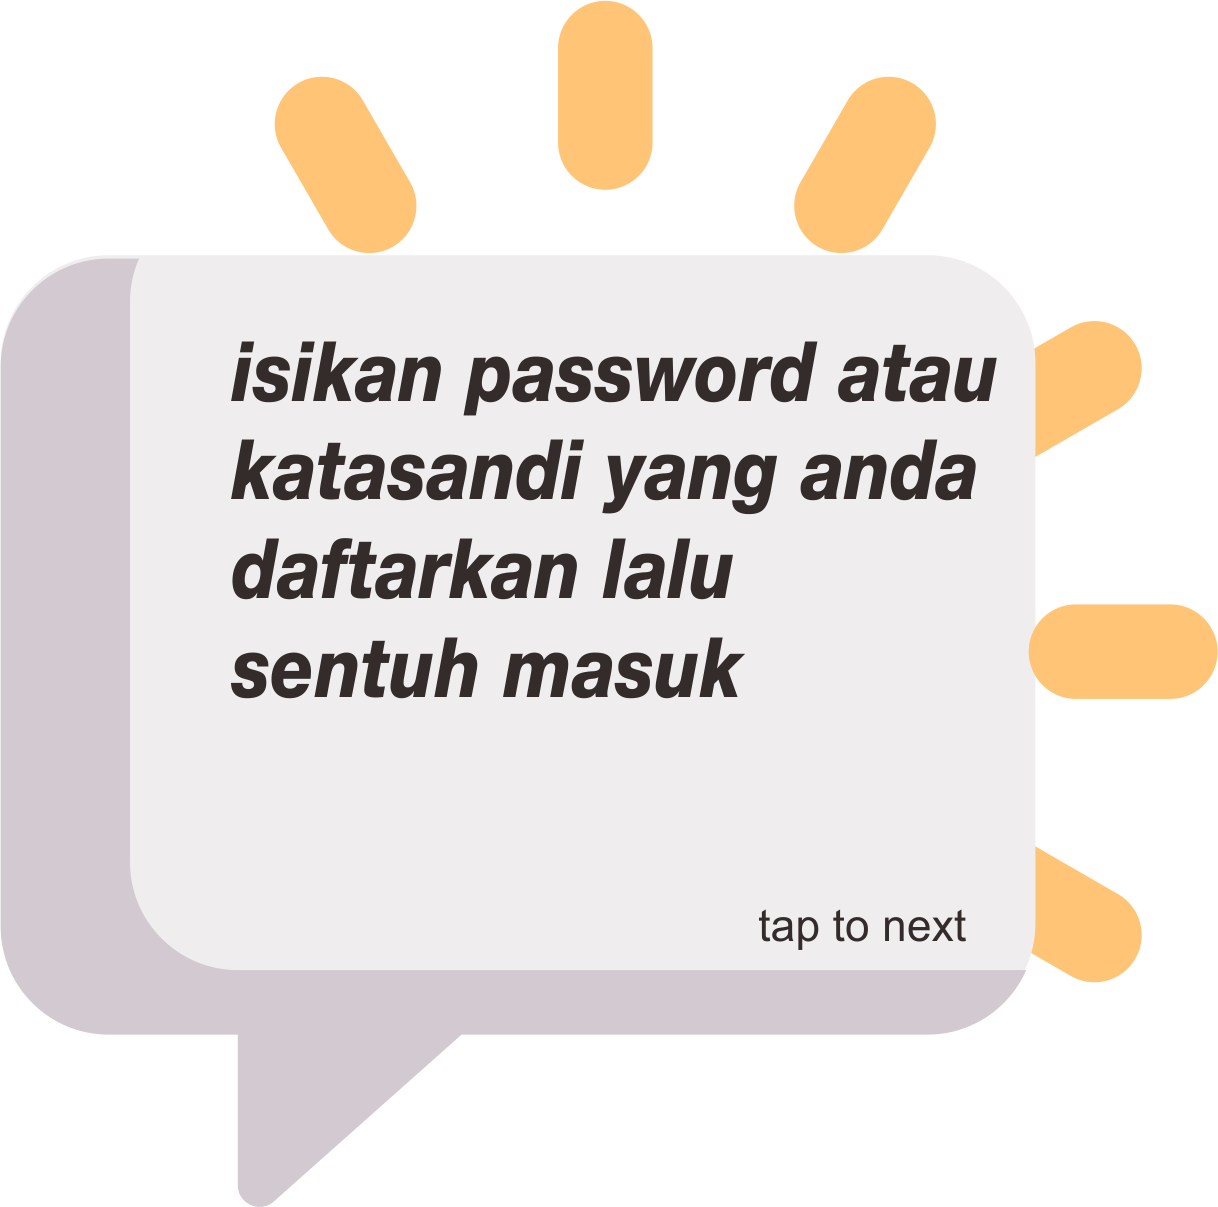 isikan password atau
katasandi yang anda
daftarkan lalu
sentuh masuk
tap to next